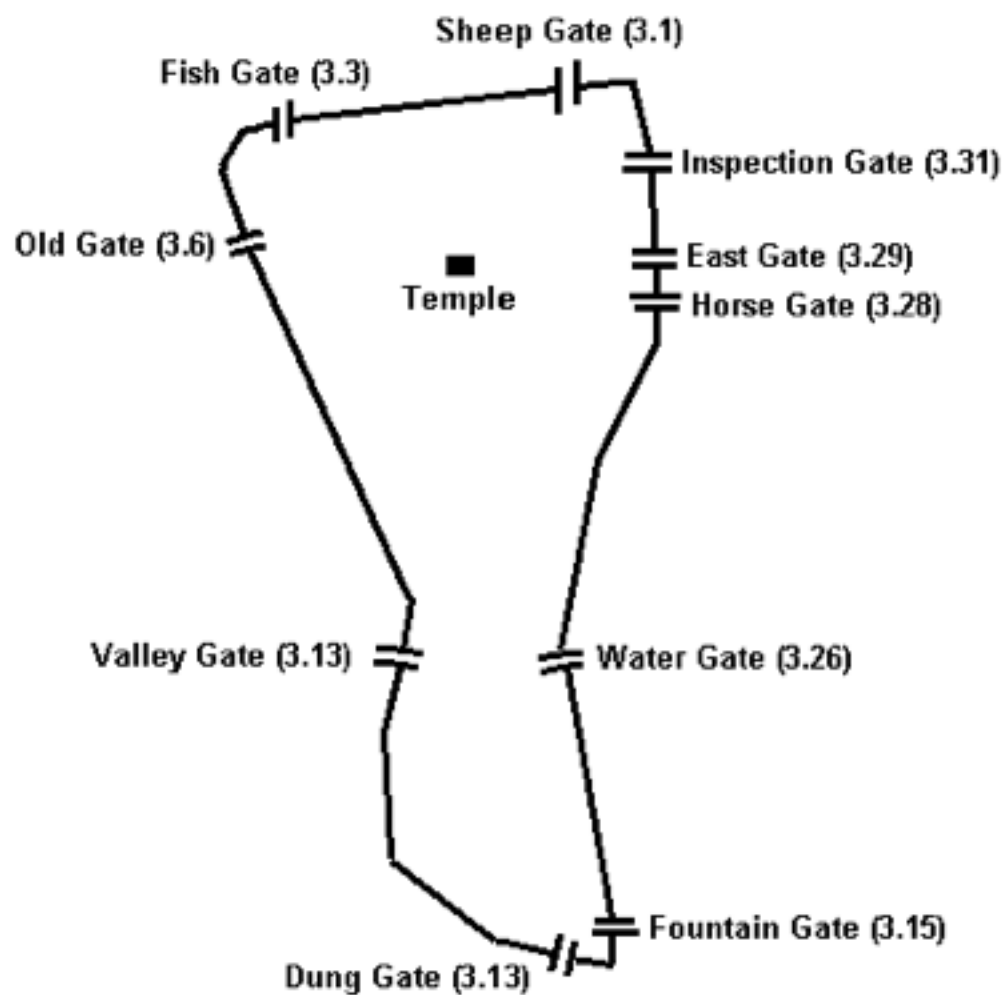 Sheep Gate (3.1)
Fish Gate (3.3)
Inspection Gate (3.31)
Old Gate (3.6)
East Gate (3.29)
Temple
Horse Gate (3.28)
Valley Gate (3.13)
Water Gate (3.26)
Fountain Gate (3.15)
Dung Gate (3.13)